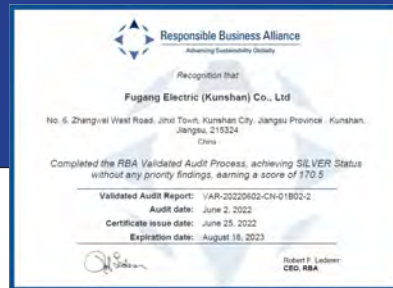 Responsible Business Alliance
Advancing Sustainability Globally
Recognition that
Fugang Electric (Kunshan) Co., Ltd
No. 6. Zhangwei West Road, Jinxi Town, Kunshan City, Jiangsu Province . Kunshan,
Jiangsu, 215324
China
Completed the RBA Validated Audit Process, achieving SILVER Status
without any priority findings, earning a score of 170.5
Validated Audit Report: VAR-20220602-CN-01B02-2
Audit date: June 2, 2022
Certificate issue date: June 25, 2022
Expiration date: August 16, 2023
Robert F. Lederer
CEO, RBA